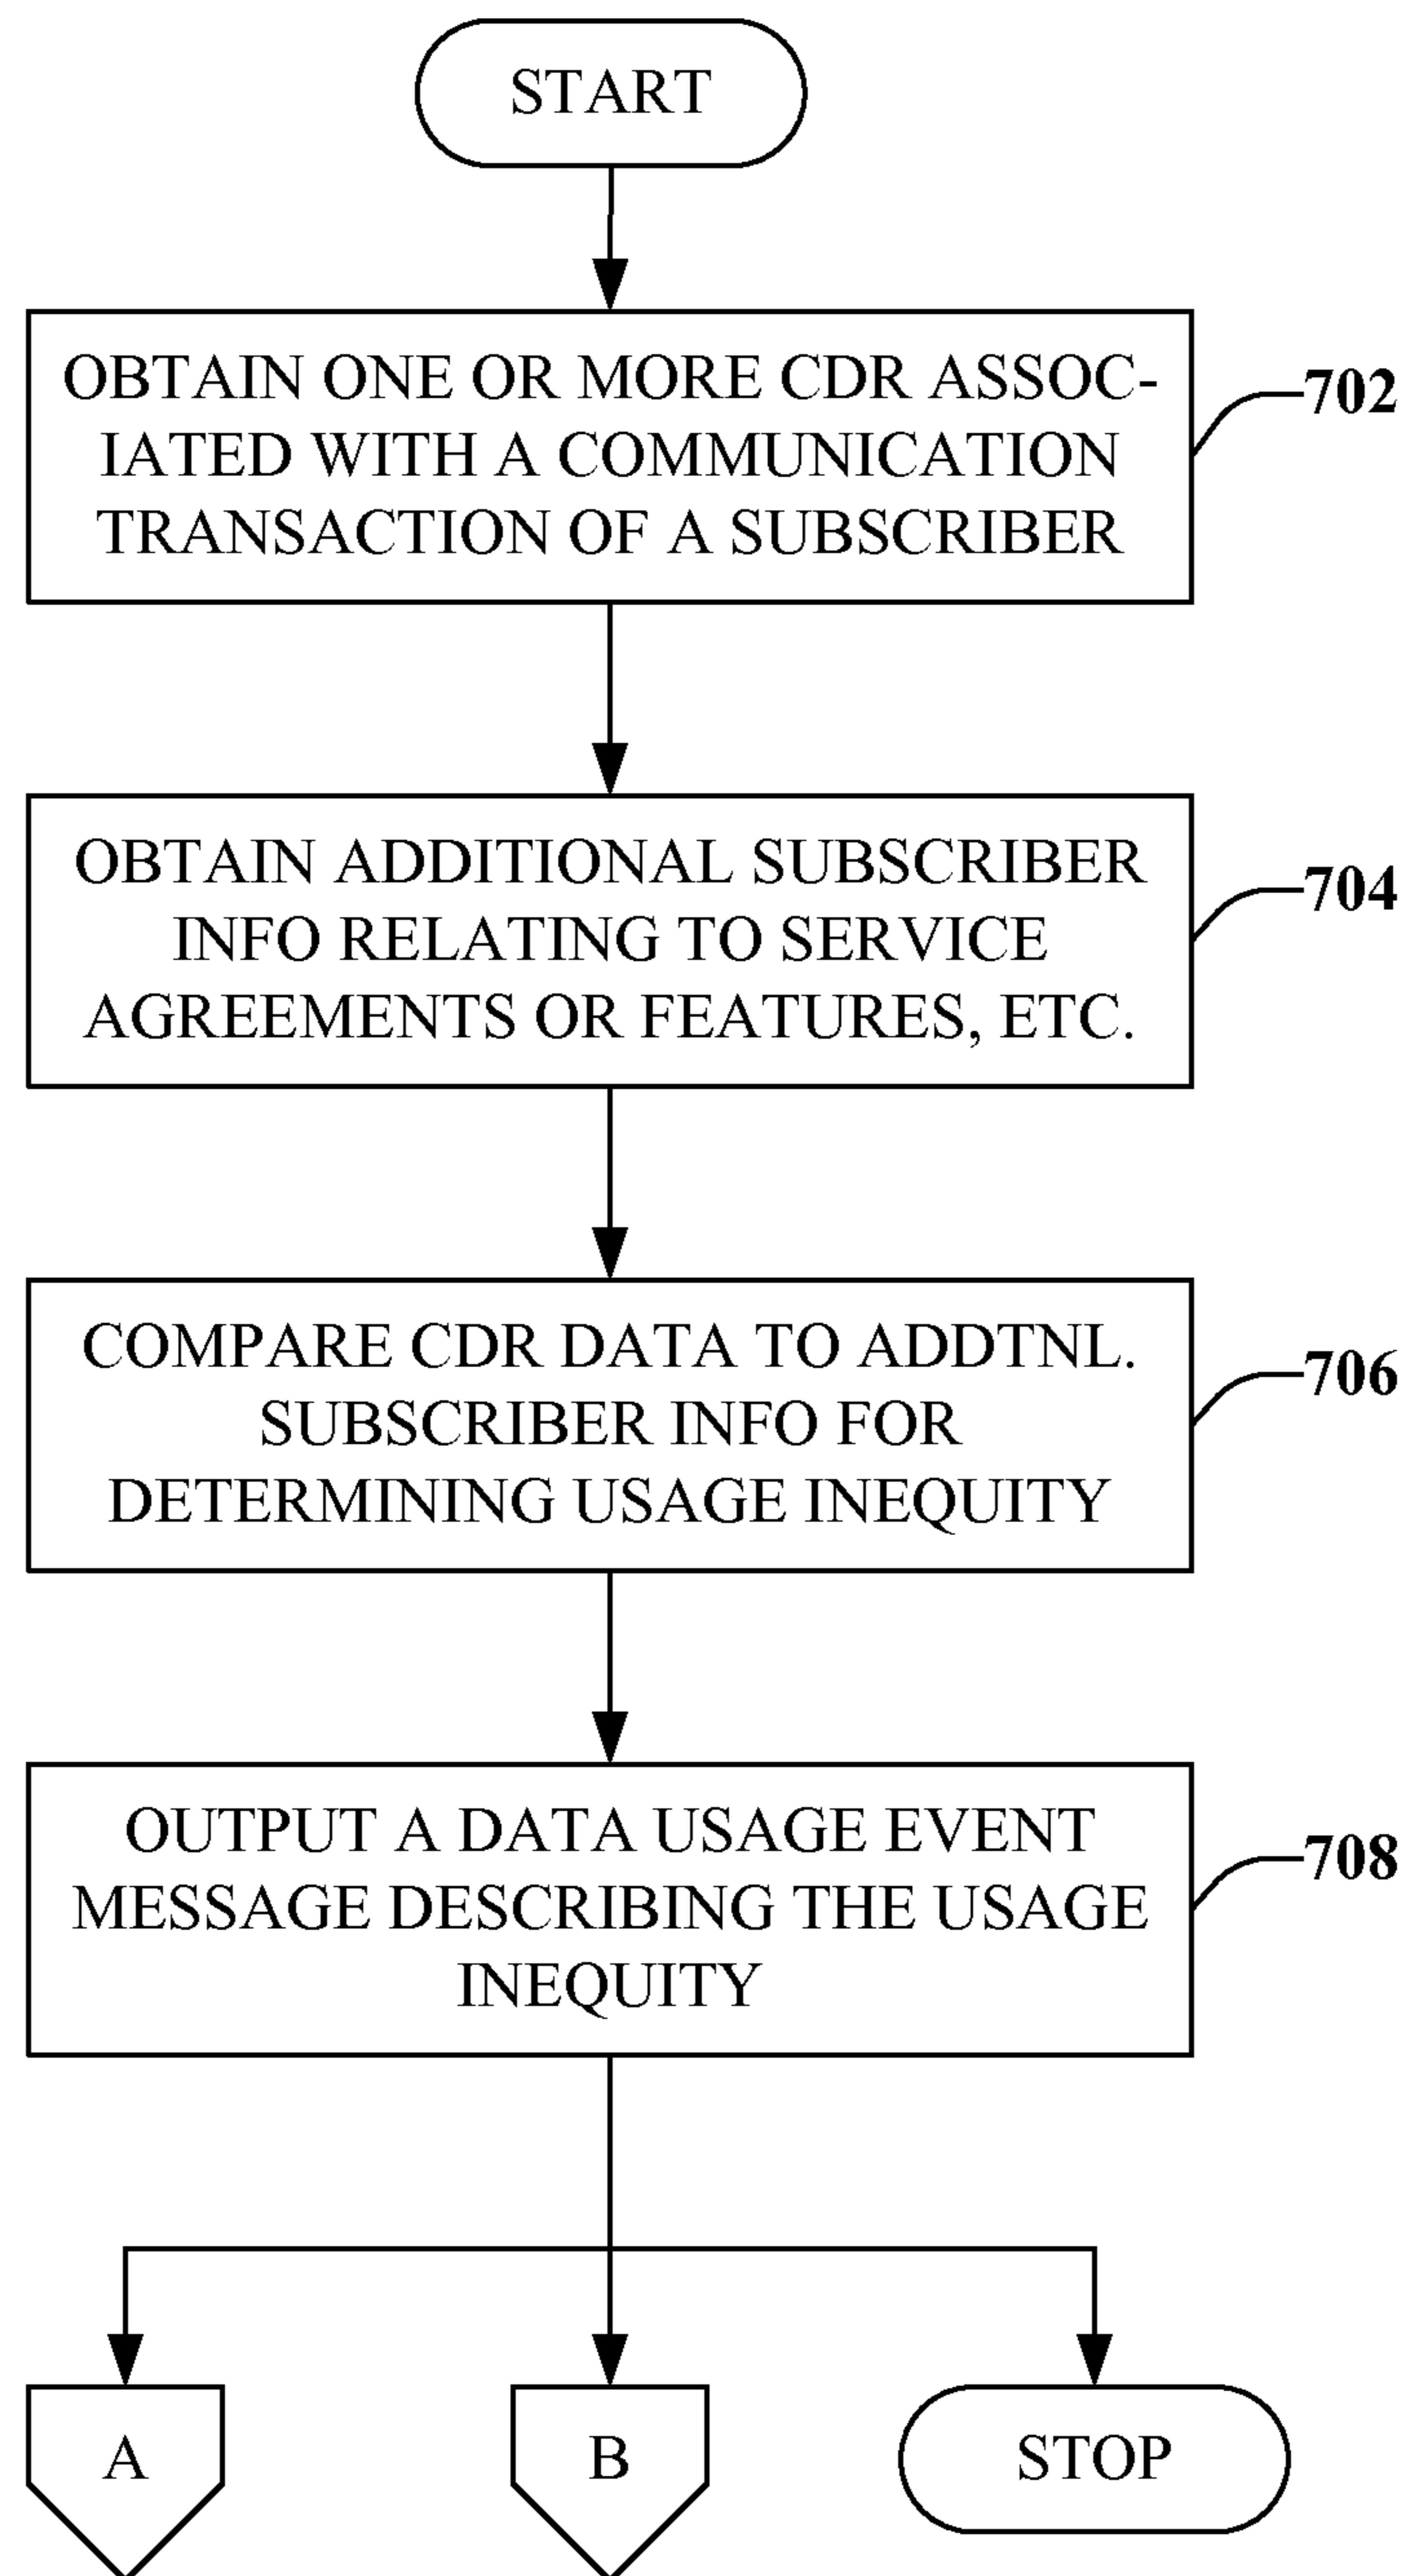 START
OBTAIN ONE OR MORE CDR ASSOC-
IATED WITH A COMMUNICATION
TRANSACTION OF A SUBSCRIBER
702
OBTAIN ADDITIONAL SUBSCRIBER
INFO RELATING TO SERVICE
AGREEMENTS OR FEATURES, ETC.
704
COMPARE CDR DATA TO ADDTNL.
SUBSCRIBER INFO FOR
DETERMINING USAGE INEQUITY
706
OUTPUT A DATA USAGE EVENT
MESSAGE DESCRIBING THE USAGE
INEQUITY
708
A
B
STOP